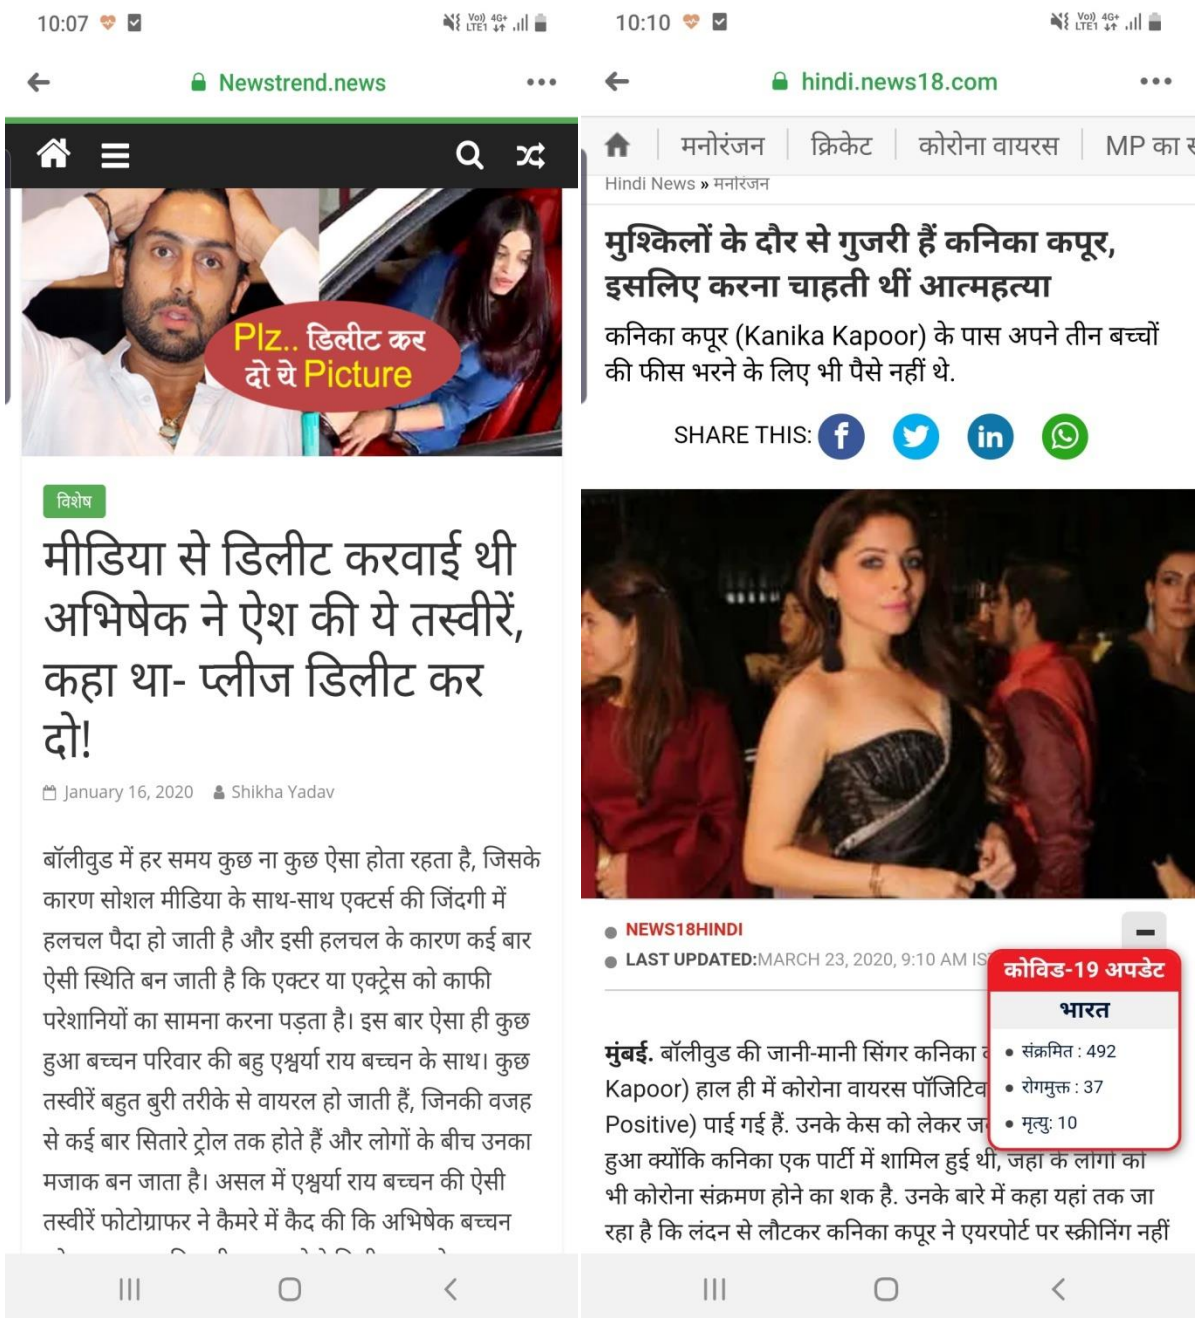 10:07
Voi) 4G+
LTE1
Newstrend.news
Plz.. डिलीट कर
दो ये Picture
विशेष
मीडिया से डिलीट करवाई थी
अभिषेक ने ऐश की ये तस्वीरें,
कहा था- प्लीज डिलीट कर
दो!
January 16, 2020 Shikha Yadav
बॉलीवुड में हर समय कुछ ना कुछ ऐसा होता रहता है, जिसके
कारण सोशल मीडिया के साथ-साथ एक्टर्स की जिंदगी में
हलचल पैदा हो जाती है और इसी हलचल के कारण कई बार
ऐसी स्थिति बन जाती है कि एक्टर या एक्ट्रेस को काफी
परेशानियों का सामना करना पड़ता है। इस बार ऐसा ही कुछ
हुआ बच्चन परिवार की बहु एश्वर्या राय बच्चन के साथ। कुछ
तस्वीरें बहुत बुरी तरीके से वायरल हो जाती हैं, जिनकी वजह
से कई बार सितारे ट्रोल तक होते हैं और लोगों के बीच उनका
मजाक बन जाता है। असल में एश्वर्या राय बच्चन की ऐसी
तस्वीरें फोटोग्राफर ने कैमरे में कैद की कि अभिषेक बच्चन
10:10
Voi) 4G+
LTE1
hindi.news18.com
मनोरंजन क्रिकेट कोरोना वायरस MP का
Hindi News » मनोरंजन
मुश्किलों के दौर से गुजरी हैं कनिका कपूर,
इसलिए करना चाहती थीं आत्महत्या
कनिका कपूर (Kanika Kapoor) के पास अपने तीन बच्चों
की फीस भरने के लिए भी पैसे नहीं थे.
SHARE THIS:
NEWS18HINDI
LAST UPDATED:MARCH 23, 2020, 9:10 AM
कोविड-19 अपडेट
भारत
संक्रमित : 492
रोगमुक्त : 37
मृत्यु: 10
मुंबई. बॉलीवुड की जानी-मानी सिंगर कनिका
Kapoor) हाल ही में कोरोना वायरस पॉजिटिव
Positive) पाई गई हैं. उनके केस को लेकर
हुआ क्योंकि कनिका एक पार्टी में शामिल हुई थीं, जहां के लोगों को
भी कोरोना संक्रमण होने का शक है. उनके बारे में कहा यहां तक जा
रहा है कि लंदन से लौटकर कनिका कपूर ने एयरपोर्ट पर स्क्रीनिंग नहीं